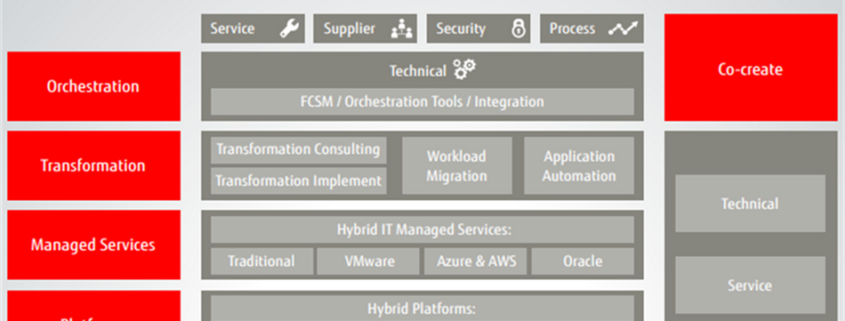 Service
Supplier
Security
Process
Co-create
Orchestration
Technical
FCSM / Orchestration Tools / Integration
Transformation
Transformation Consulting
Transformation Implement
Workload
Migration
Application
Automation
Technical
Managed Services
Hybrid IT Managed Services:
Traditional
VMware
Azure & AWS
Oracle
Service
Hybrid Platforms: